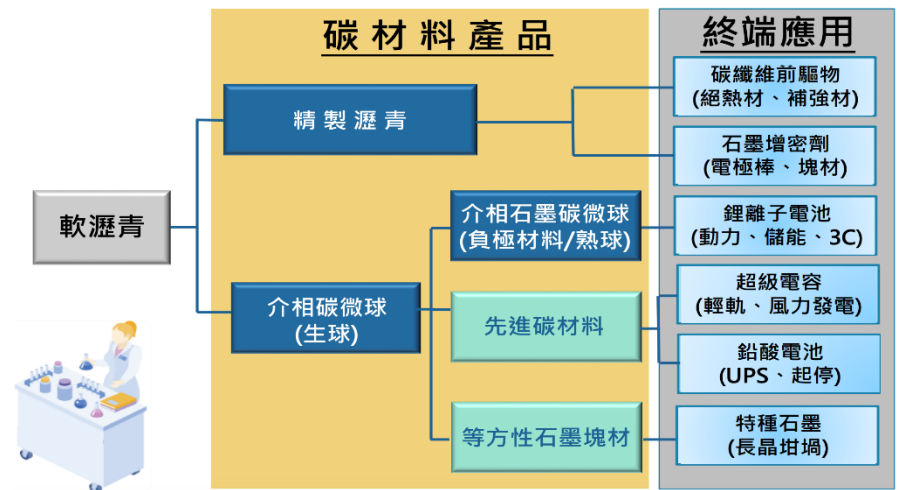 碳材料產品
終端應用
軟瀝青
精製瀝青
介相碳微球
(生球)
介相石墨碳微球
(負極材料/熟球)
先進碳材料
等方性石墨塊材
碳纖維前驅物
(絕熱材、補強材)
石墨增密劑
(電極棒、塊材)
鋰離子電池
(動力、儲能、3C)
超級電容
(輕軌、風力發電)
鉛酸電池
(UPS、起停)
特種石墨
(長晶坩堝)